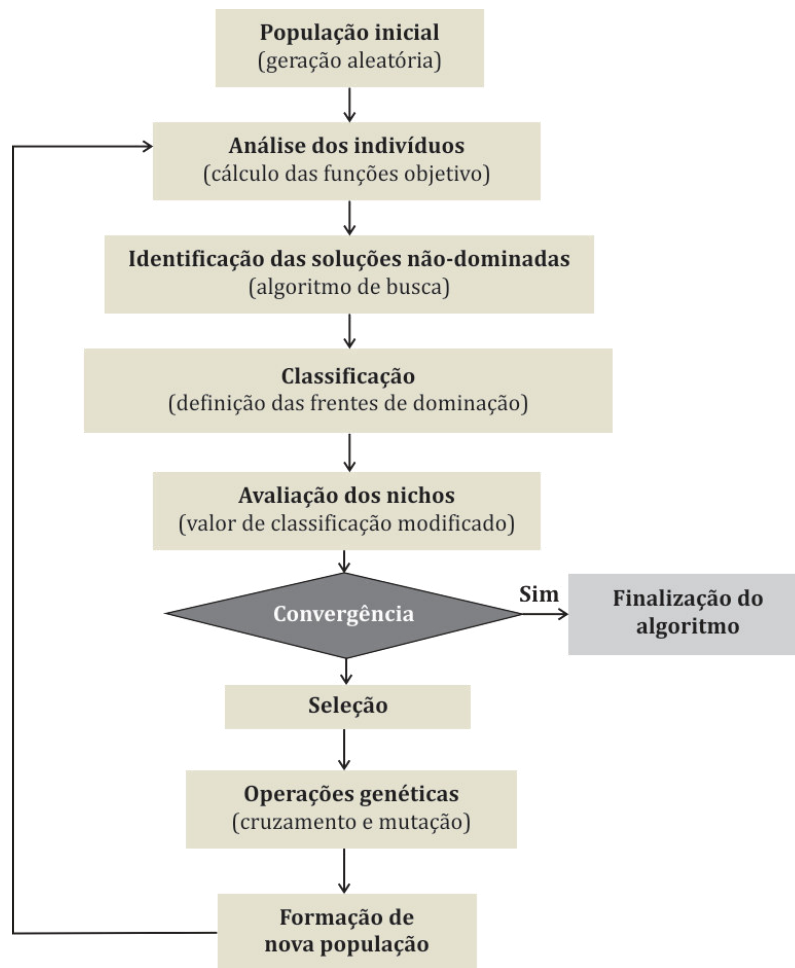 População inicial
(geração aleatória)
Análise dos indivíduos
(cálculo das funções objetivo)
Identificação das soluções não-dominadas
(algoritmo de busca)
Classificação
(definição das frentes de dominação)
Avaliação dos nichos
(valor de classificação modificado)
Convergência
Sim
Finalização do
algoritmo
Seleção
Operações genéticas
(cruzamento e mutação)
Formação de
nova população